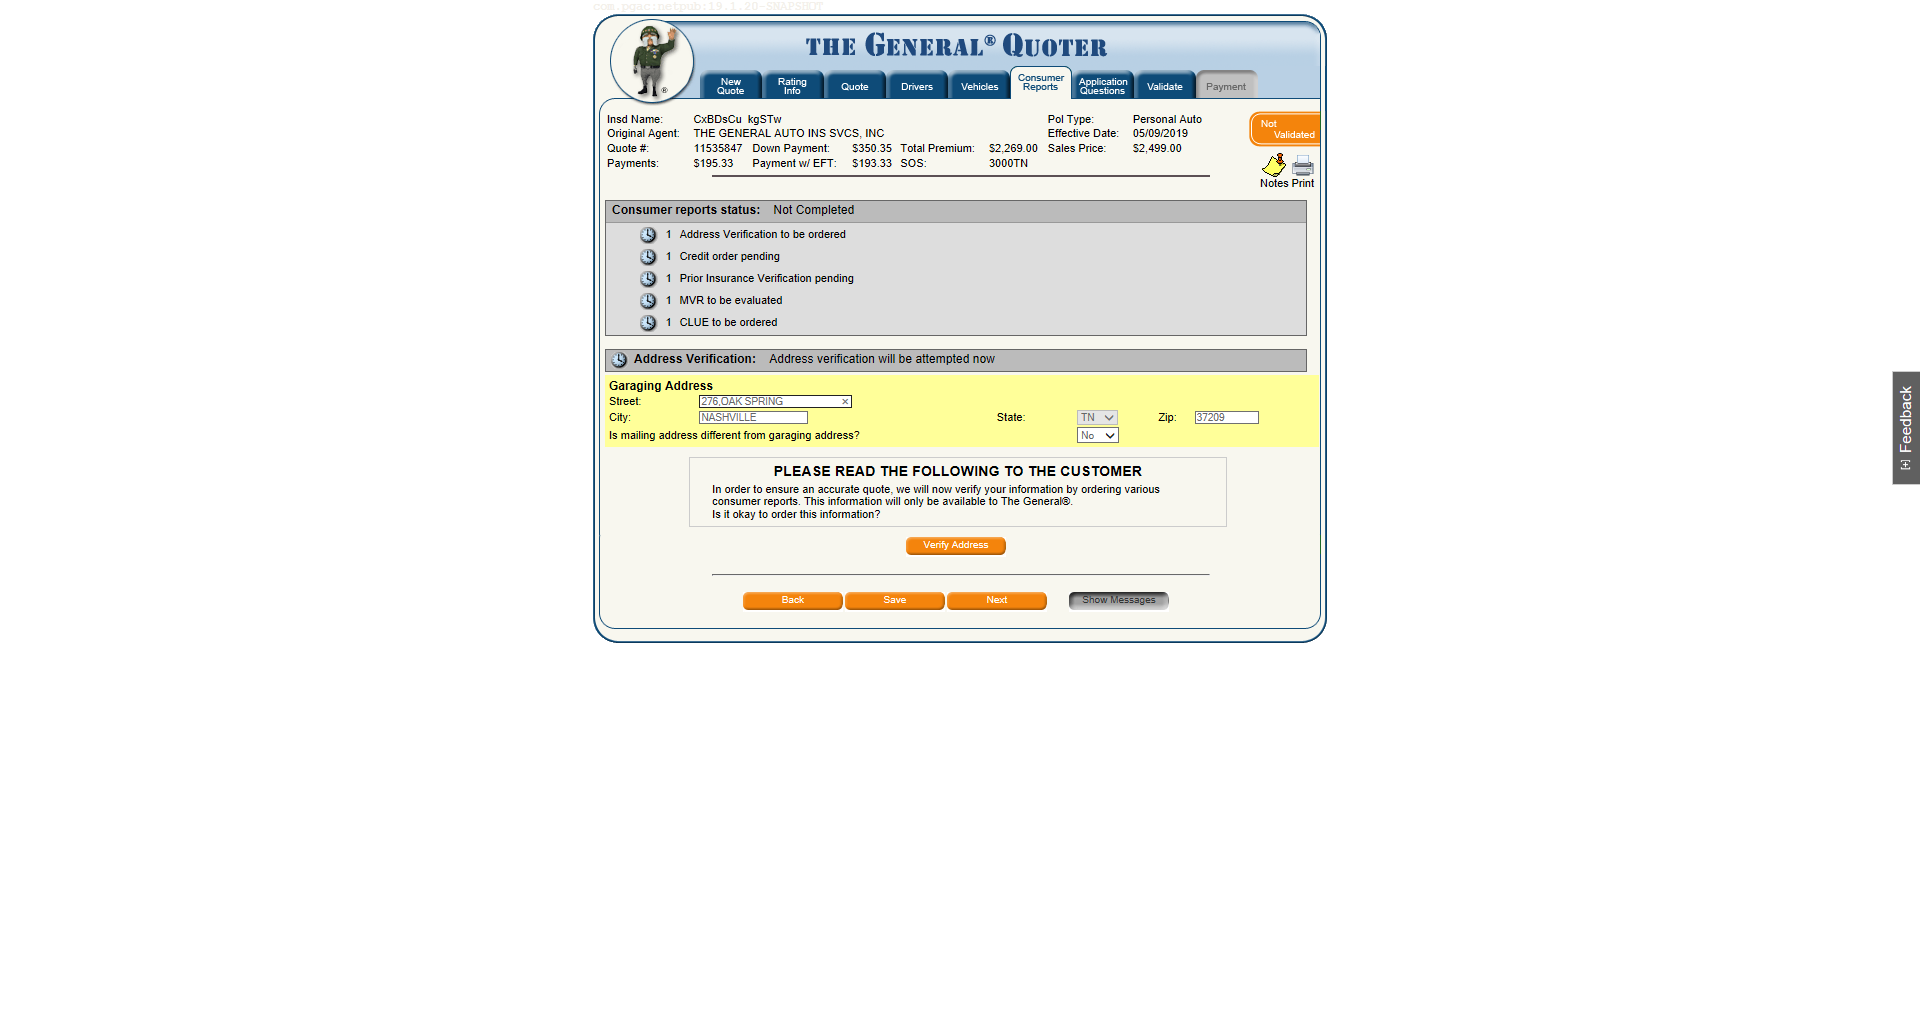 com.pgac:netpub:19.1.20-SNAPSHOT
THE GENERAL® QUOTER
New Quote
Rating Info
Quote
Drivers
Vehicles
Consumer Reports
Application Questions
Validate
Payment
®
Insd Name: CxBDsCu kgSTw Pol Type: Personal Auto
Not Validated
Original Agent: THE GENERAL AUTO INS SVCS, INC Effective Date: 05/09/2019
Quote #: 11535847 Down Payment: $350.35 Total Premium: $2,269.00 Sales Price: $2,499.00
Payments: $195.33 Payment w/ EFT: $193.33 SOS: 3000TN
Notes Print
Consumer reports status: Not Completed
1 Address Verification to be ordered
1 Credit order pending
1 Prior Insurance Verification pending
1 MVR to be evaluated
1 CLUE to be ordered
Address Verification: Address verification will be attempted now
Garaging Address
Street: 276,OAK SPRING ×
City: NASHVILLE State: TN Zip: 37209
Is mailing address different from garaging address? No
PLEASE READ THE FOLLOWING TO THE CUSTOMER
In order to ensure an accurate quote, we will now verify your information by ordering various
consumer reports. This information will only be available to The General®.
Is it okay to order this information?
Verify Address
Back Save Next Show Messages
[+] Feedback